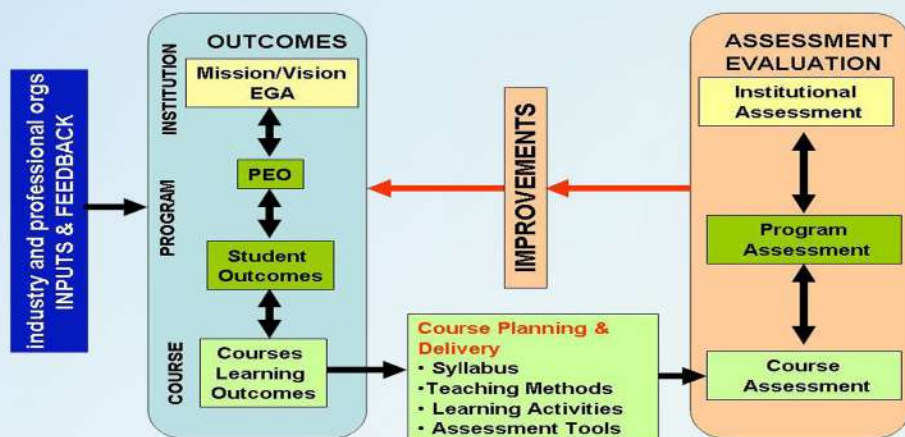 industry and professional orgs
INPUTS & FEEDBACK
OUTCOMES
INSTITUTION
Mission/Vision
EGA
PROGRAM
PEO
Student
Outcomes
COURSE
Courses
Learning
Outcomes
Course Planning &
Delivery
• Syllabus
•Teaching Methods
• Learning Activities
• Assessment Tools
IMPROVEMENTS
ASSESSMENT
EVALUATION
Institutional
Assessment
Program
Assessment
Course
Assessment